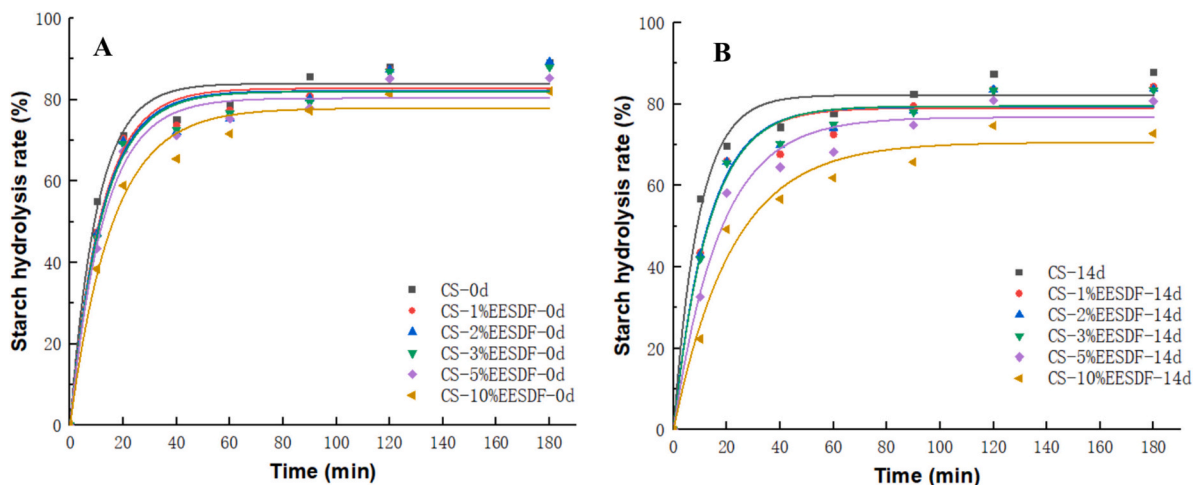 A
Starch hydrolysis rate (%)
100
80
60
40
20
0
CS-0d
CS-1%EESDF-0d
CS-2%EESDF-0d
CS-3%EESDF-0d
CS-5%EESDF-0d
CS-10%EESDF-0d
0 20 40 60 80 100 120 140 160 180
Time (min)
B
Starch hydrolysis rate (%)
100
80
60
40
20
0
CS-14d
CS-1%EESDF-14d
CS-2%EESDF-14d
CS-3%EESDF-14d
CS-5%EESDF-14d
CS-10%EESDF-14d
0 20 40 60 80 100 120 140 160 180
Time (min)